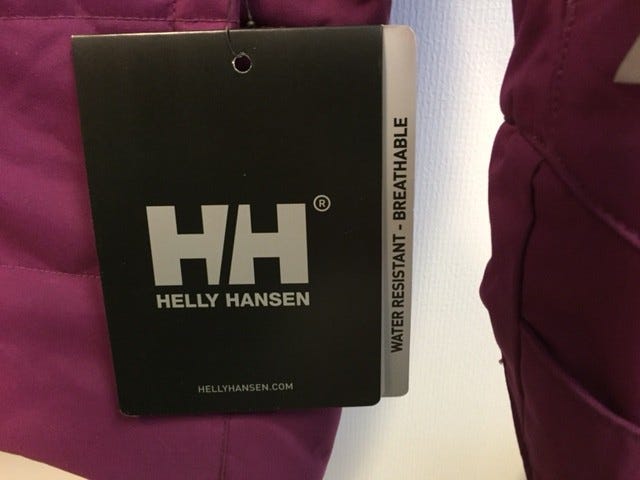 HH®
HELLY HANSEN
HELLYHANSEN.COM
WATER RESISTANT - BREATHABLE